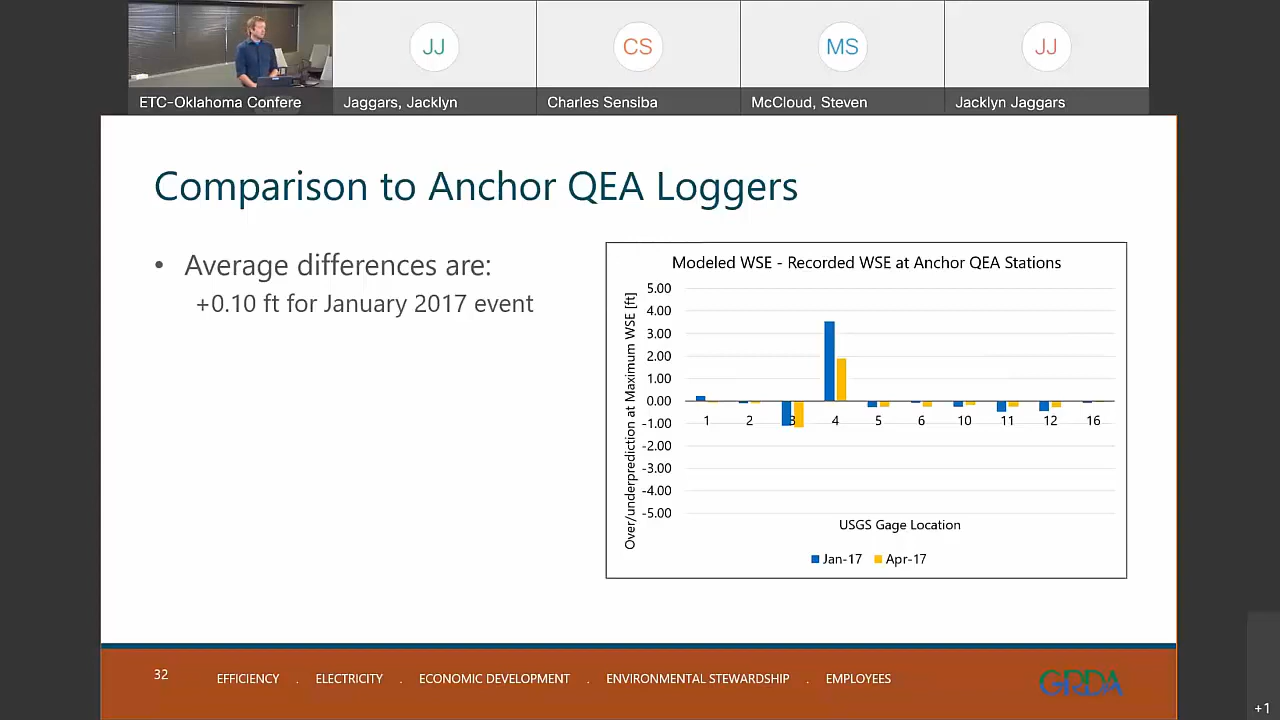 JJ
CS
MS
JJ
ETC-Oklahoma Confere
Jaggars, Jacklyn
Charles Sensiba
McCloud, Steven
Jacklyn Jaggars
Comparison to Anchor QEA Loggers
• Average differences are:
+0.10 ft for January 2017 event
Modeled WSE - Recorded WSE at Anchor QEA Stations
Over/underprediction at Maximum WSE [ft]
5.00
4.00
3.00
2.00
1.00
0.00
-1.00
-2.00
-3.00
-4.00
-5.00
1 2 3 4 5 6 10 11 12 16
USGS Gage Location
Jan-17 Apr-17
32
EFFICIENCY . ELECTRICITY . ECONOMIC DEVELOPMENT . ENVIRONMENTAL STEWARDSHIP . EMPLOYEES
GRDA
+1